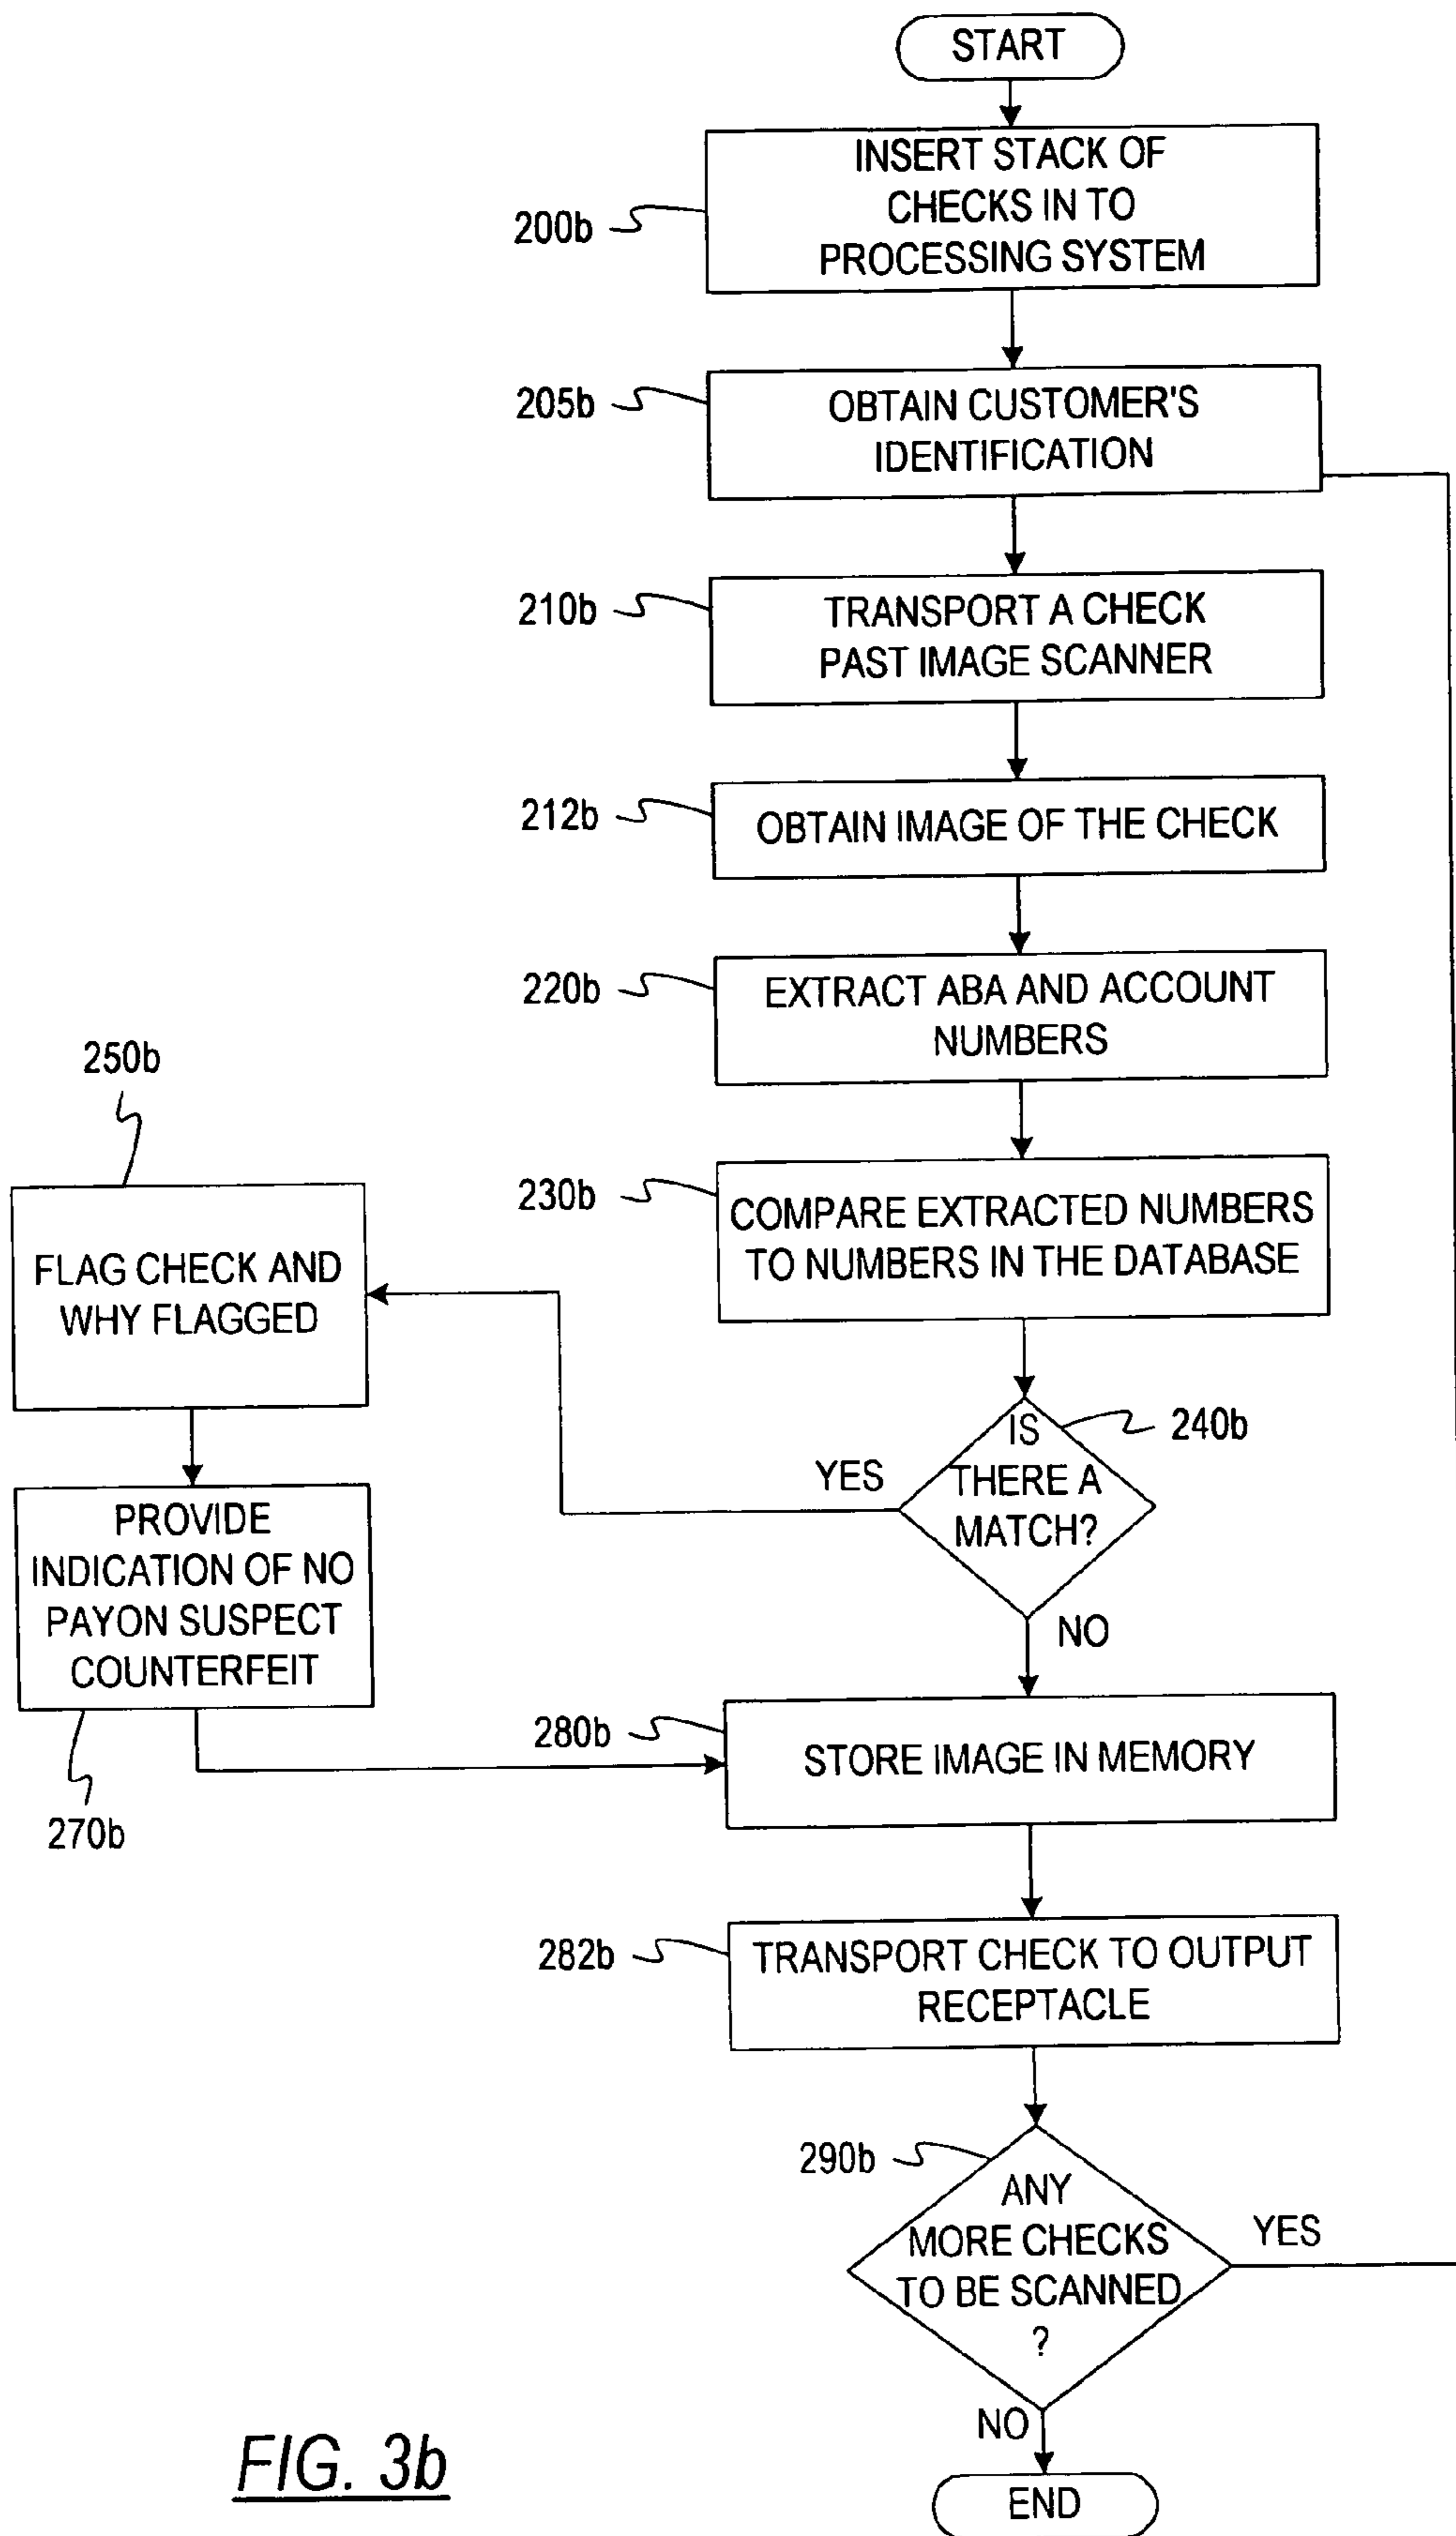 START
INSERT STACK OF
CHECKS IN TO
PROCESSING SYSTEM
200b
OBTAIN CUSTOMER'S
IDENTIFICATION
205b
TRANSPORT A CHECK
PAST IMAGE SCANNER
210b
OBTAIN IMAGE OF THE CHECK
212b
EXTRACT ABA AND ACCOUNT
NUMBERS
220b
COMPARE EXTRACTED NUMBERS
TO NUMBERS IN THE DATABASE
230b
IS
THERE A
MATCH?
240b
YES
NO
250b
FLAG CHECK AND
WHY FLAGGED
PROVIDE
INDICATION OF NO
PAYON SUSPECT
COUNTERFEIT
270b
STORE IMAGE IN MEMORY
280b
TRANSPORT CHECK TO OUTPUT
RECEPTACLE
282b
ANY
MORE CHECKS
TO BE SCANNED
?
290b
YES
NO
END
FIG. 3b